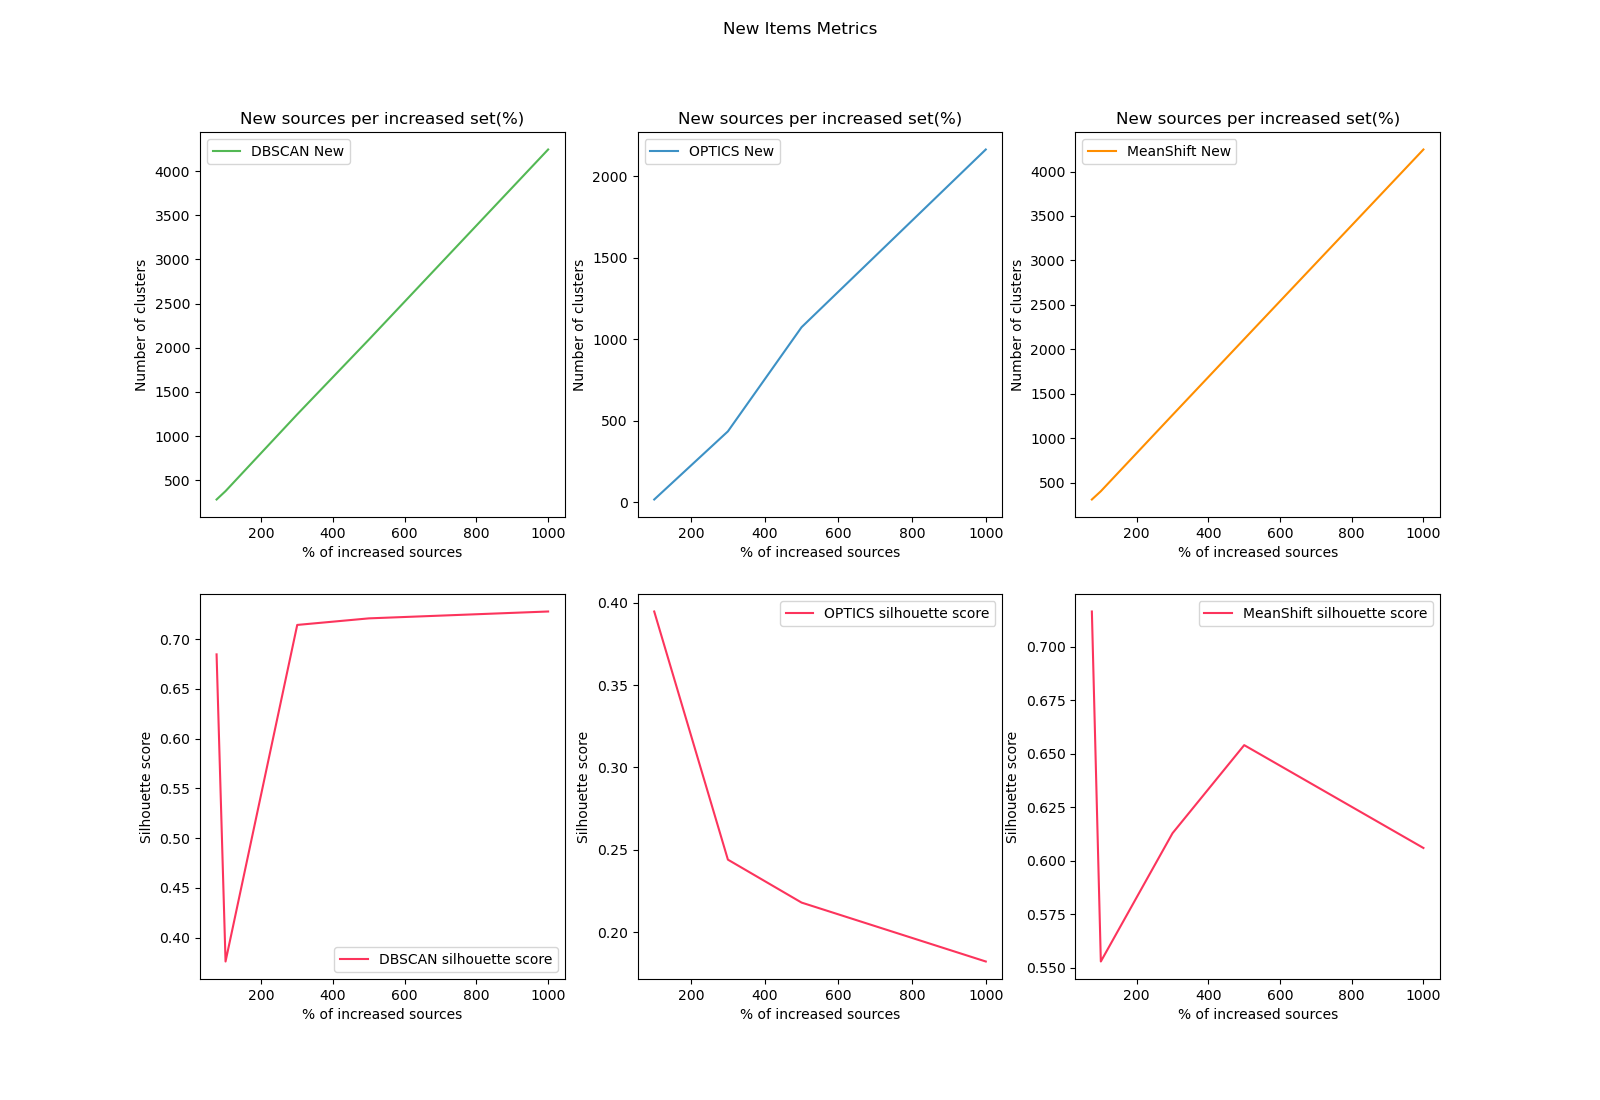 New Items Metrics
New sources per increased set(%)
DBSCAN New
4000
3500
3000
2500
2000
1500
1000
500
Number of clusters
200 400 600 800 1000
% of increased sources
New sources per increased set(%)
OPTICS New
2000
1500
1000
500
0
Number of clusters
200 400 600 800 1000
% of increased sources
New sources per increased set(%)
MeanShift New
4000
3500
3000
2500
2000
1500
1000
500
Number of clusters
200 400 600 800 1000
% of increased sources
0.70
0.65
0.60
0.55
0.50
0.45
0.40
Silhouette score
DBSCAN silhouette score
200 400 600 800 1000
% of increased sources
OPTICS silhouette score
0.40
0.35
0.30
0.25
0.20
Silhouette score
200 400 600 800 1000
% of increased sources
MeanShift silhouette score
0.700
0.675
0.650
0.625
0.600
0.575
0.550
Silhouette score
200 400 600 800 1000
% of increased sources